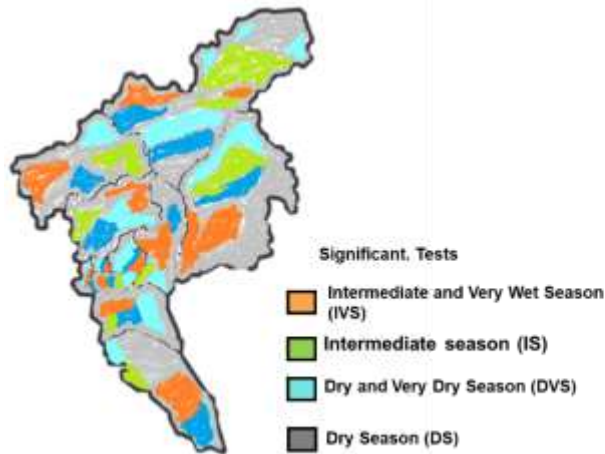 Significant. Tests
Intermediate and Very Wet Season
(IVS)
Intermediate season (IS)
Dry and Very Dry Season (DVS)
Dry Season (DS)